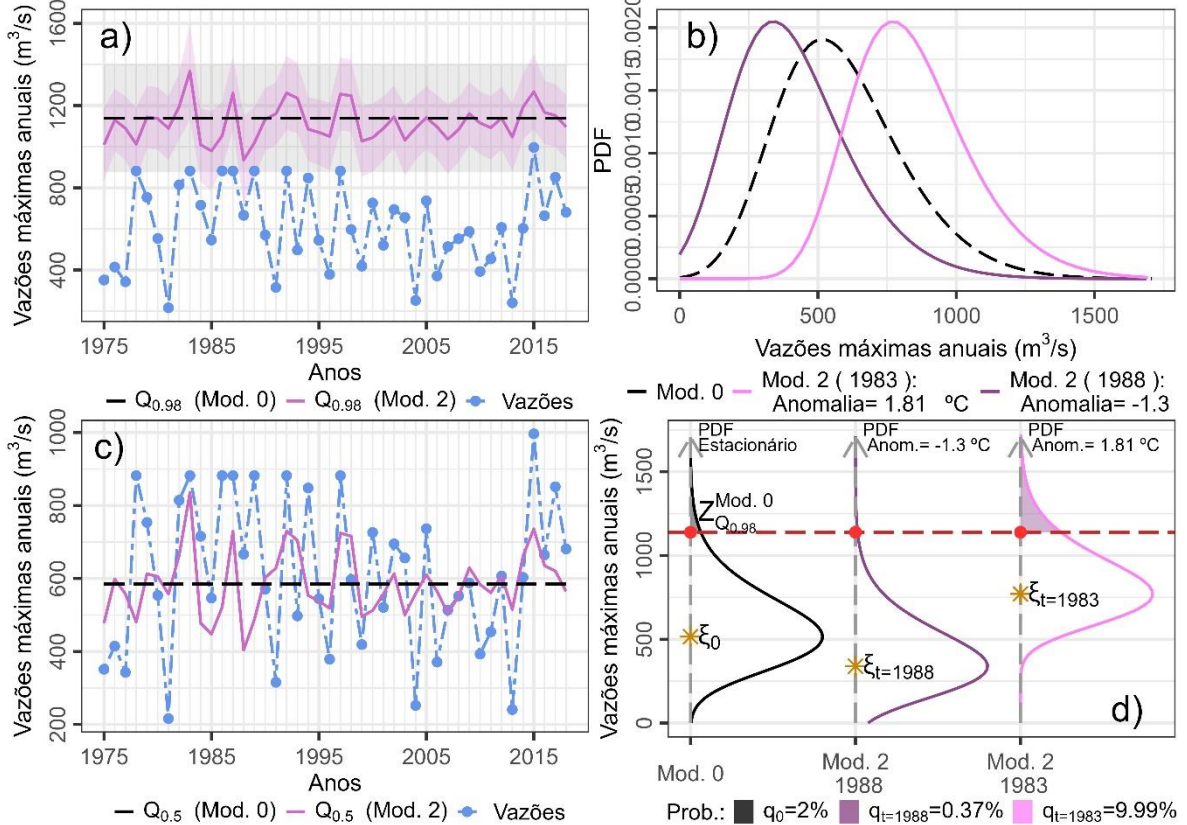 a)
Vazões máximas anuais (m³/s)
1600
1200
800
400
1975
1985
1995
2005
2015
Anos
Q0.98 (Mod. 0)
Q0.98 (Mod. 2)
Vazões
b)
PDF
0.0000
0.0005
0.0010
0.0015
0.0020
0
500
1000
1500
Vazões máximas anuais (m³/s)
Mod. 0
Mod. 2 ( 1983 ):
Anomalia= 1.81 ºC
Mod. 2 ( 1988 ):
Anomalia= -1.3
c)
Vazões máximas anuais (m³/s)
1000
800
600
400
200
1975
1985
1995
2005
2015
Anos
Q0.5 (Mod. 0)
Q0.5 (Mod. 2)
Vazões
d)
Vazões máximas anuais (m³/s)
1500
1000
500
0
PDF
Estacionário
PDF
Anom.= -1.3 ºC
PDF
Anom.= 1.81 ºC
Z Mod. 0 Q0.98
ξ0
ξt=1988
ξt=1983
Mod. 0
Mod. 2
1988
Mod. 2
1983
Prob.:
q0=2%
qt=1988=0.37%
qt=1983=9.99%